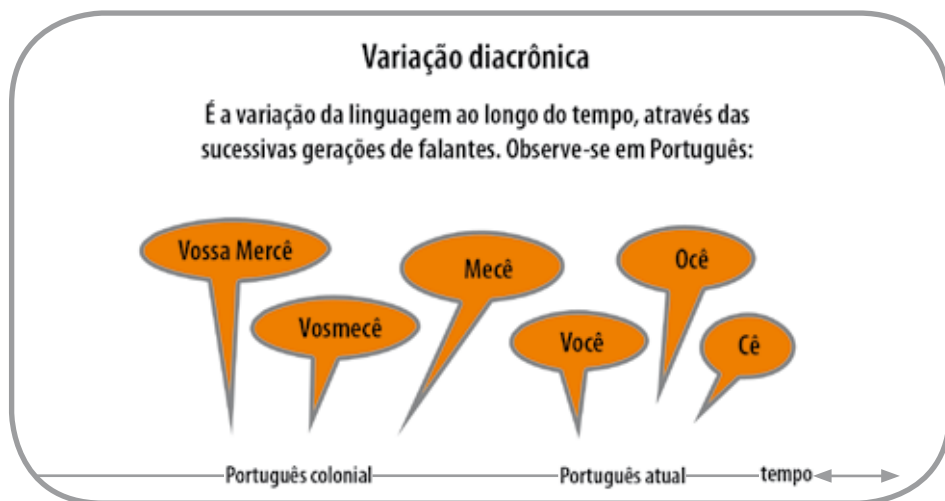 Variação diacrônica
É a variação da linguagem ao longo do tempo, através das
sucessivas gerações de falantes. Observe-se em Português:
Vossa Mercê
Vosmecê
Mecê
Você
Ocê
Cê
Português colonial
Português atual
tempo